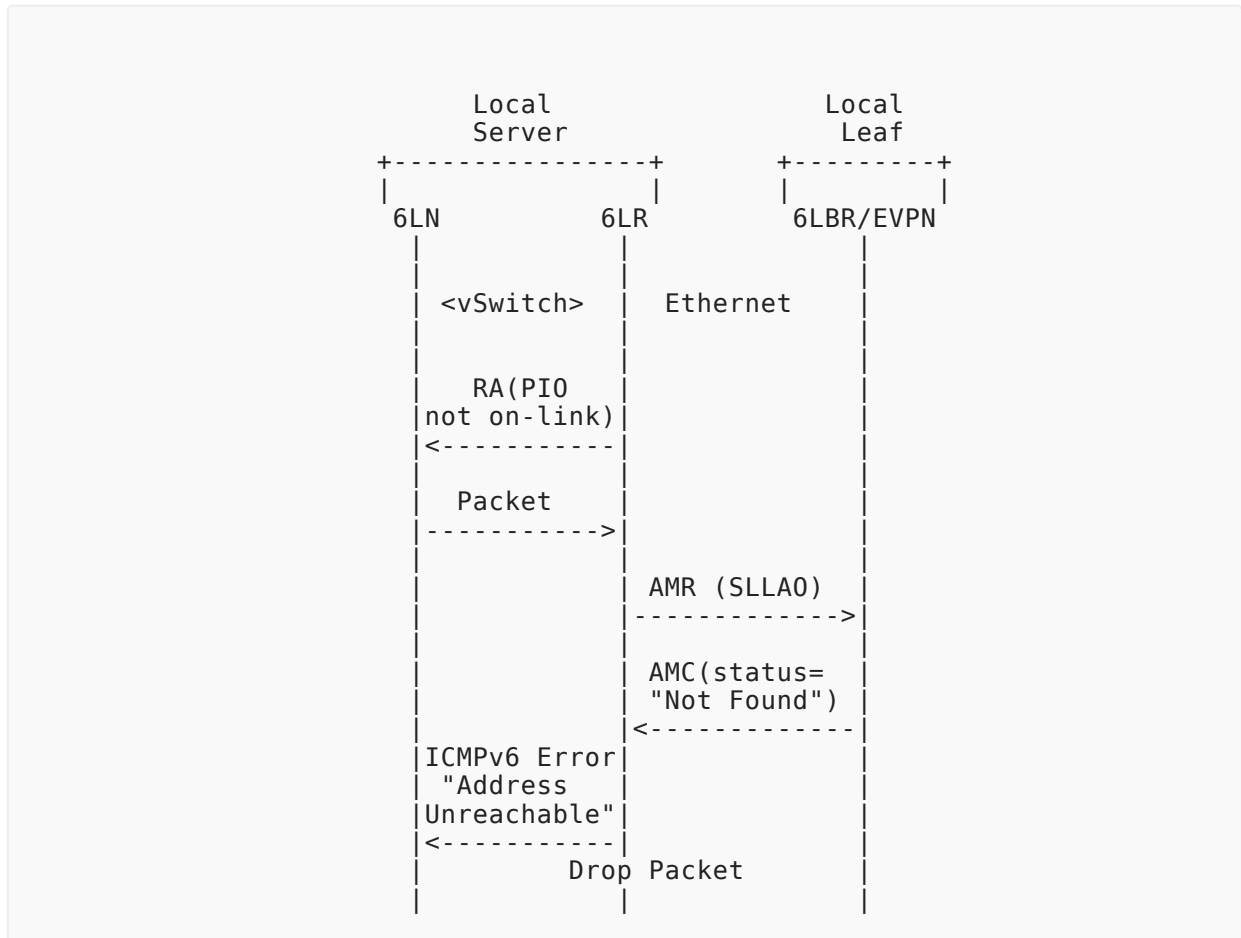 Local Local
Server Leaf
+----------------+ +---------+
| | | |
6LN 6LR 6LBR/EVPN
| | |
| | |
| <vSwitch> | Ethernet |
| | |
| | |
| RA(PIO | |
|not on-link)| |
|<-----------| |
| | |
| Packet | |
|----------->| |
| | |
| | AMR (SLLAO) |
| |------------->|
| | |
| | AMC(status= |
| | "Not Found") |
| |<-------------|
|ICMPv6 Error| |
| "Address | |
|Unreachable"| |
|<-----------| |
| Drop Packet |
| | |